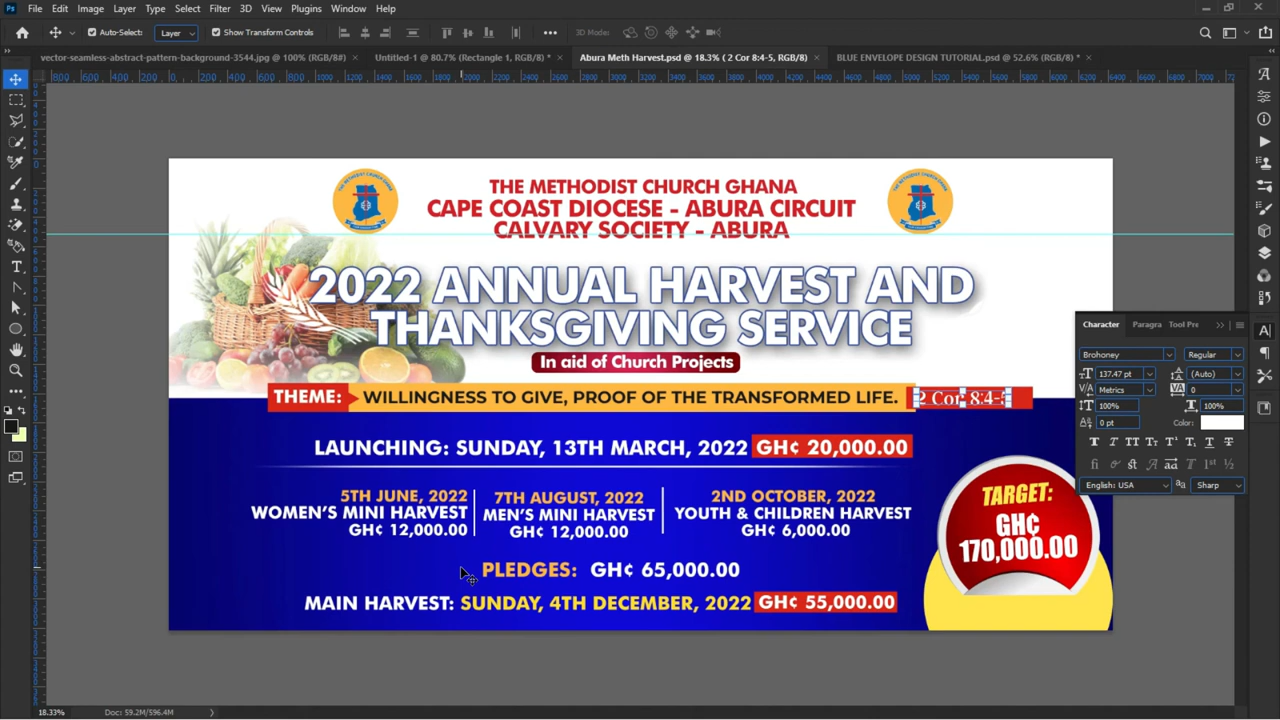 File Edit Image Layer Type Select Filter 3D View Plugins Window Help
Auto-Select: Layer Show Transform Controls 3D Mode:
vector-seamless-abstract-pattern-background-3544.jpg @ 100% (RGB/8#) × Untitled-1 @ 80.7% (Rectangle 1, RGB/8) * × Abura Meth Harvest.psd @ 18.3% ( 2 Cor 8:4-5, RGB/8) × BLUE ENVELOPE DESIGN TUTORIAL.psd @ 52.6% (RGB/8) * ×
THE METHODIST CHURCH GHANA
CAPE COAST DIOCESE - ABURA CIRCUIT
CALVARY SOCIETY - ABURA
2022 ANNUAL HARVEST AND
THANKSGIVING SERVICE
In aid of Church Projects
THEME: WILLINGNESS TO GIVE, PROOF OF THE TRANSFORMED LIFE. 2 Cor 8:4-5
LAUNCHING: SUNDAY, 13TH MARCH, 2022 GH¢ 20,000.00
5TH JUNE, 2022
WOMEN'S MINI HARVEST
GH¢ 12,000.00
7TH AUGUST, 2022
MEN'S MINI HARVEST
GH¢ 12,000.00
2ND OCTOBER, 2022
YOUTH & CHILDREN HARVEST
GH¢ 6,000.00
PLEDGES: GH¢ 65,000.00
MAIN HARVEST: SUNDAY, 4TH DECEMBER, 2022 GH¢ 55,000.00
TARGET:
GH¢
170,000.00
Character Paragra Tool Pre
Brohoney Regular
137.47 pt (Auto)
Metrics 0
100% 100%
0 pt Color:
English: USA Sharp
18.33% Doc: 59.2M/596.4M